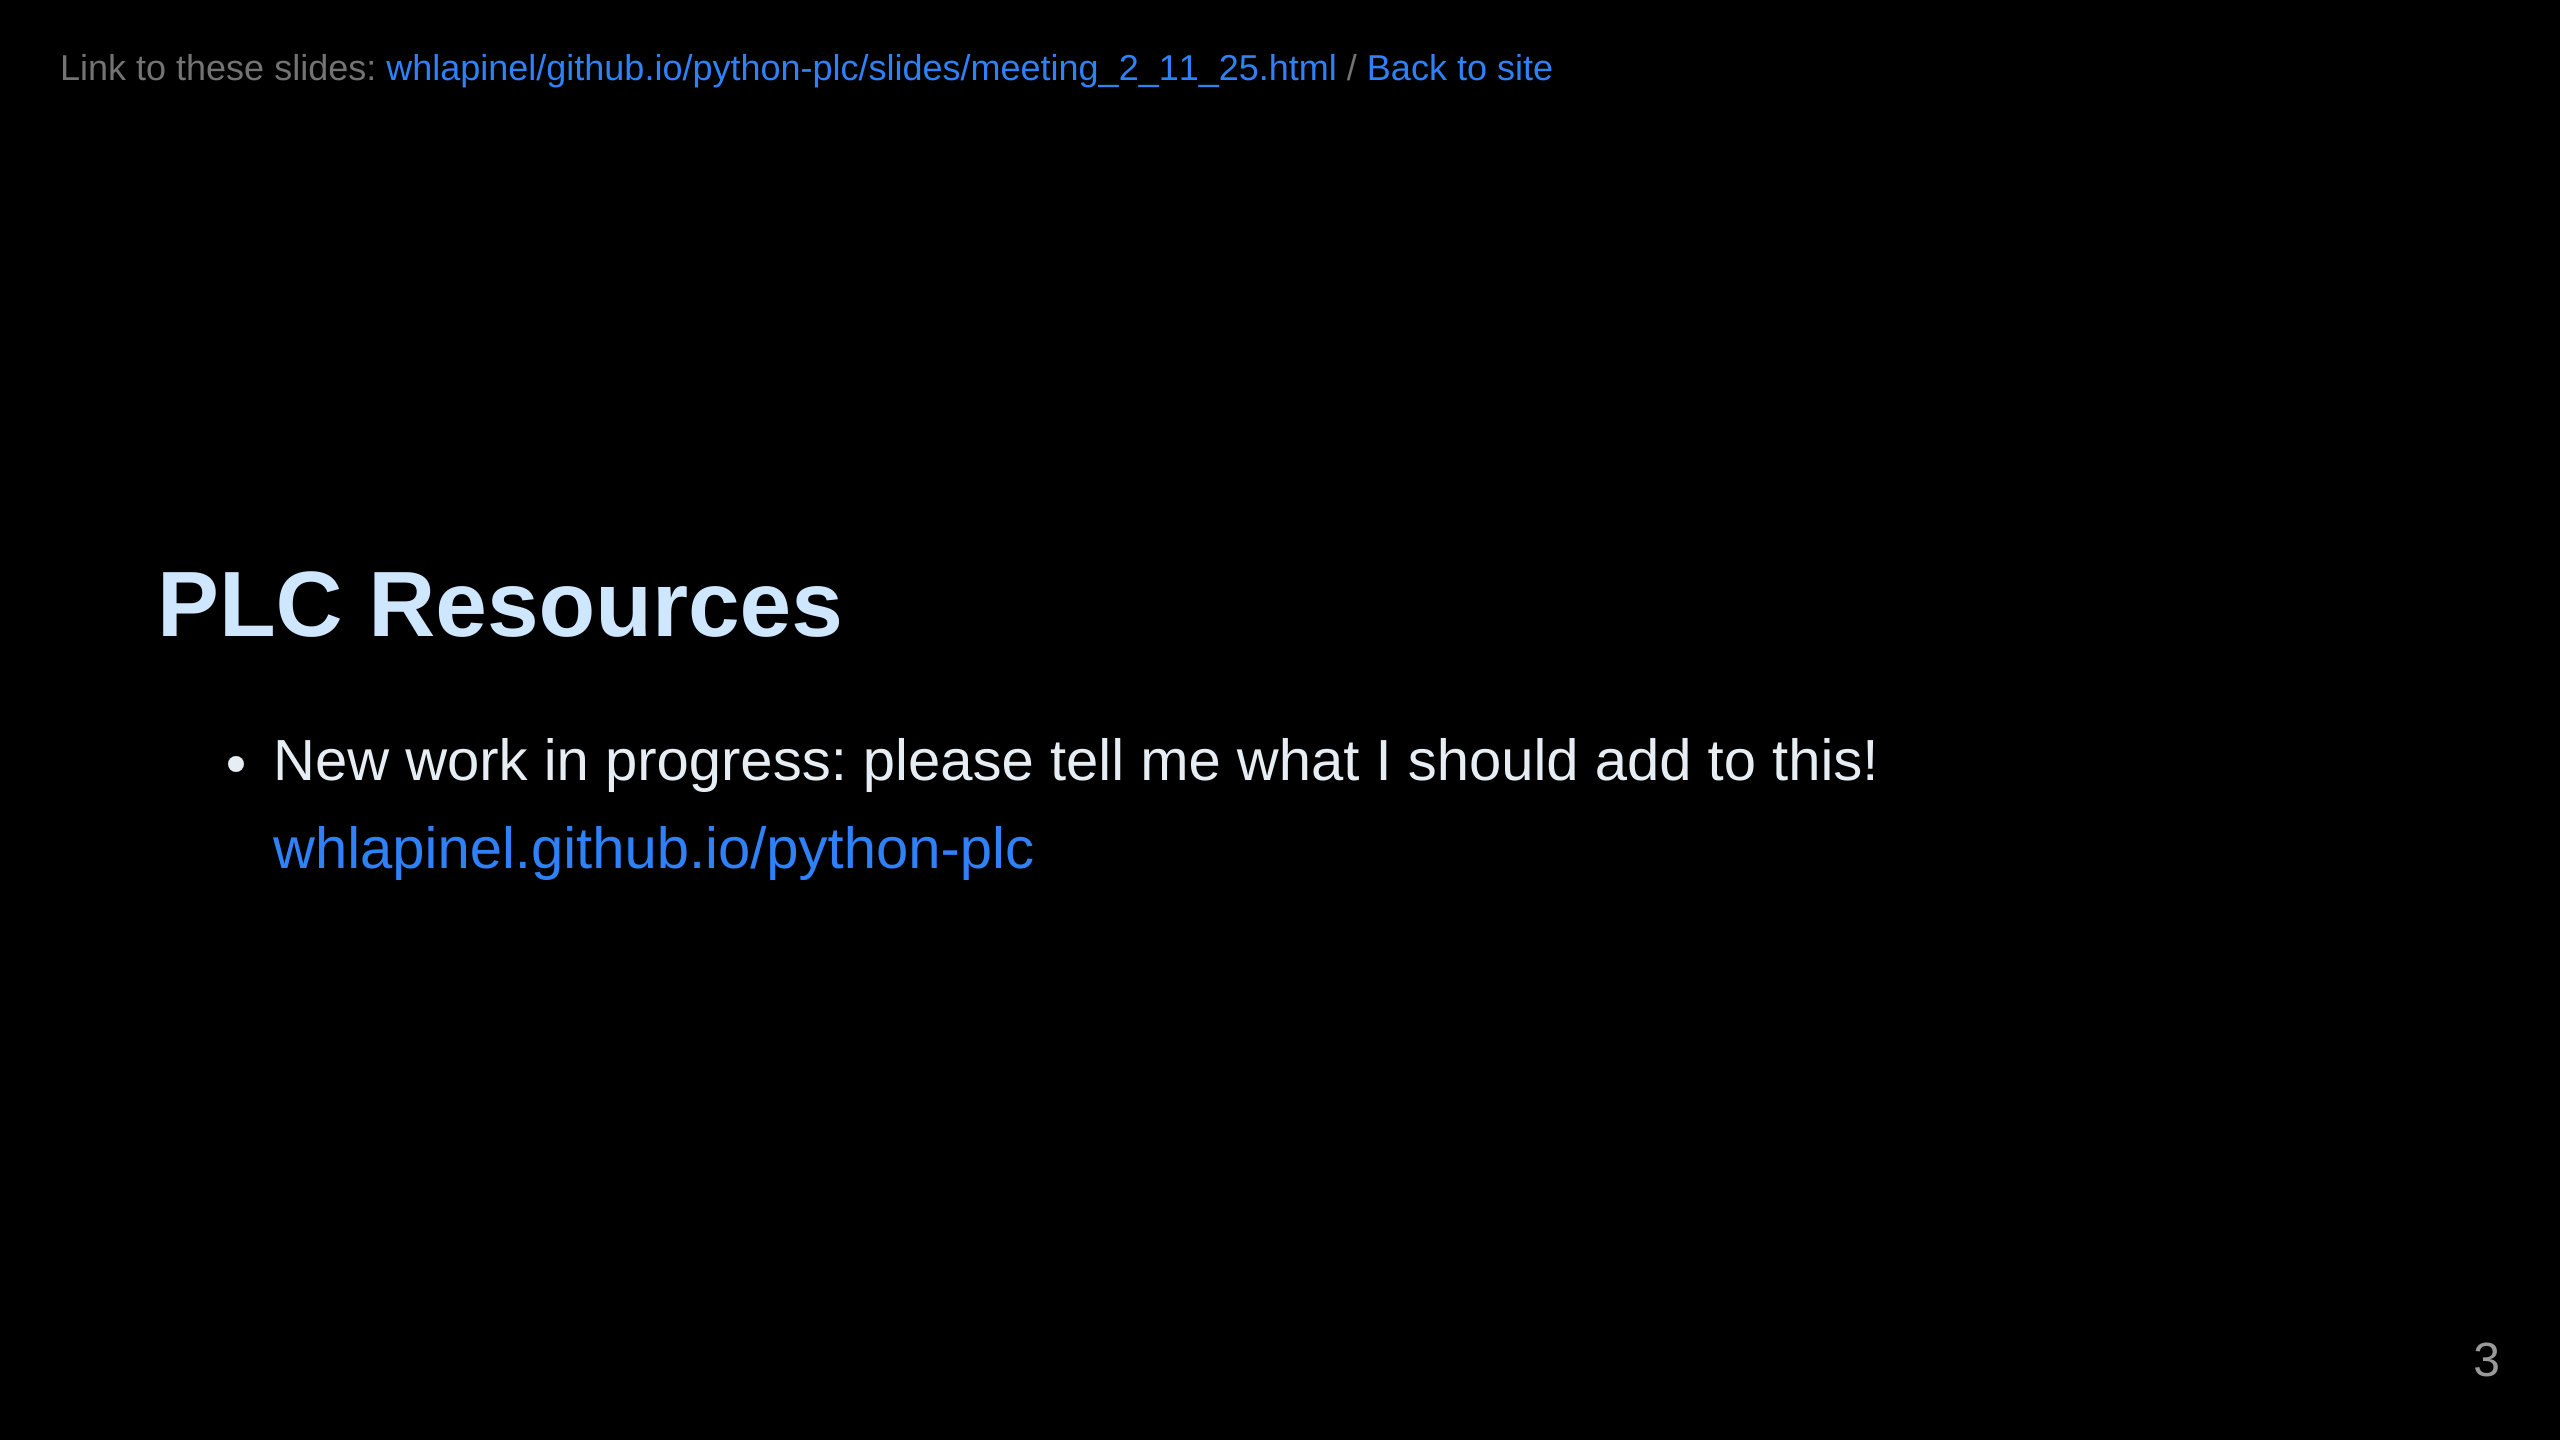 Link to these slides: whlapinel/github.io/python-plc/slides/meeting_2_11_25.html / Back to site
PLC Resources
• New work in progress: please tell me what I should add to this!
whlapinel.github.io/python-plc
3